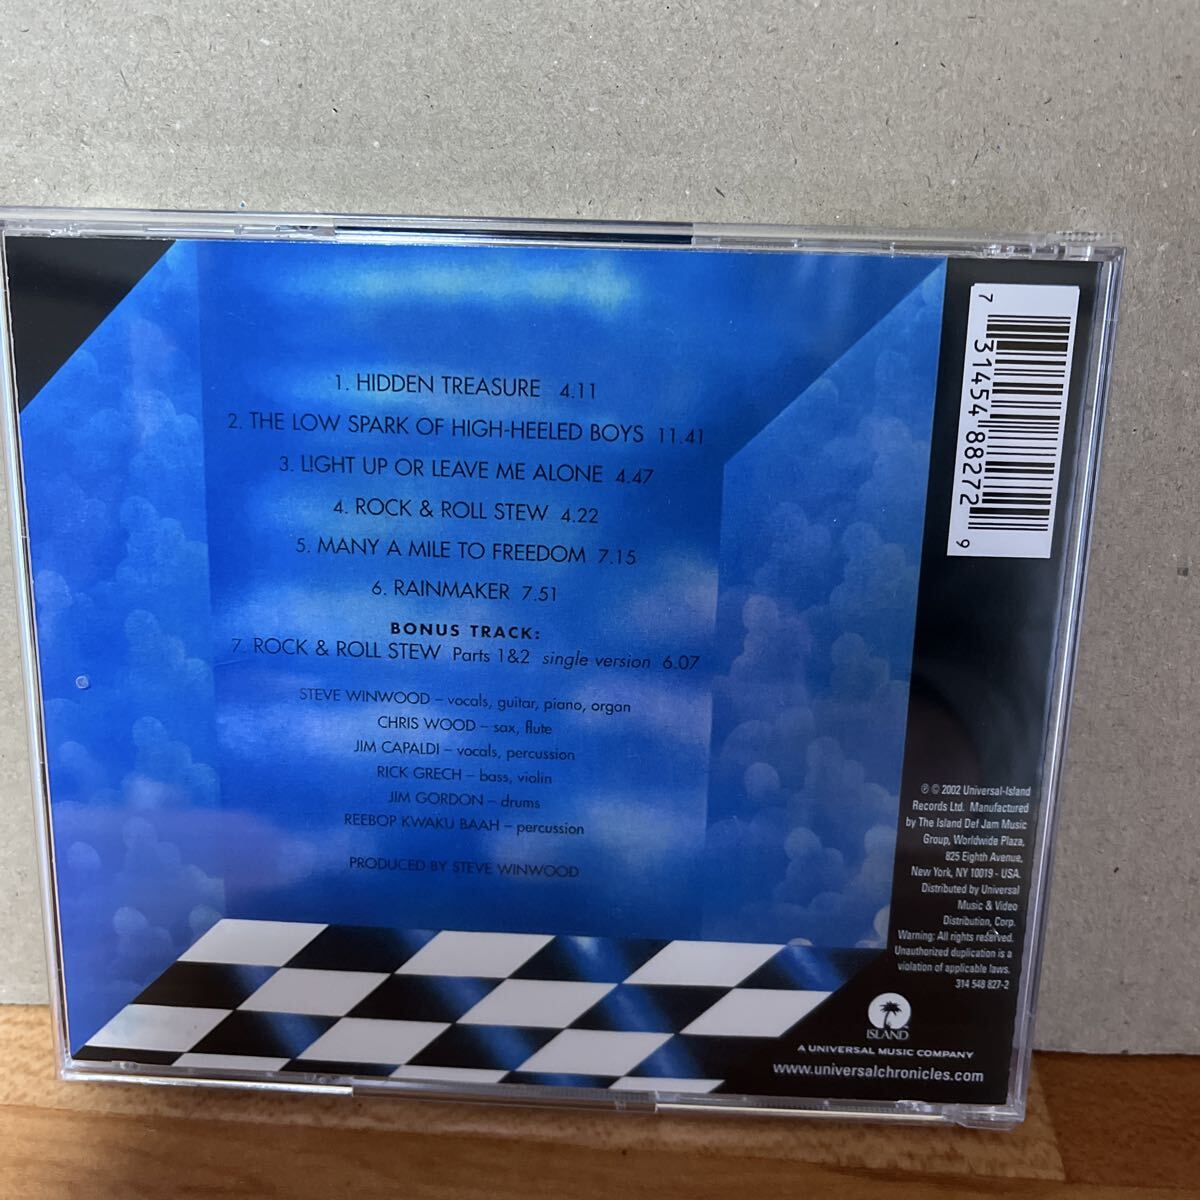 1. HIDDEN TREASURE 4.11
2. THE LOW SPARK OF HIGH-HEELED BOYS 11.41
3. LIGHT UP OR LEAVE ME ALONE 4.47
4. ROCK & ROLL STEW 4.22
5. MANY A MILE TO FREEDOM 7.15
6. RAINMAKER 7.51
BONUS TRACK:
7. ROCK & ROLL STEW Parts 1&2 single version 6.07
STEVE WINWOOD – vocals, guitar, piano, organ
CHRIS WOOD – sax, flute
JIM CAPALDI – vocals, percussion
RICK GRECH – bass, violin
JIM GORDON – drums
REEBOP KWAKU BAAH – percussion
PRODUCED BY STEVE WINWOOD
7 31454 88272 9
℗ © 2002 Universal-Island
Records Ltd. Manufactured
by The Island Def Jam Music
Group, Worldwide Plaza,
825 Eighth Avenue,
New York, NY 10019 - USA.
Distributed by Universal
Music & Video
Distribution, Corp.
Warning: All rights reserved.
Unauthorized duplication is a
violation of applicable laws.
314 548 827-2
ISLAND
A UNIVERSAL MUSIC COMPANY
www.universalchronicles.com